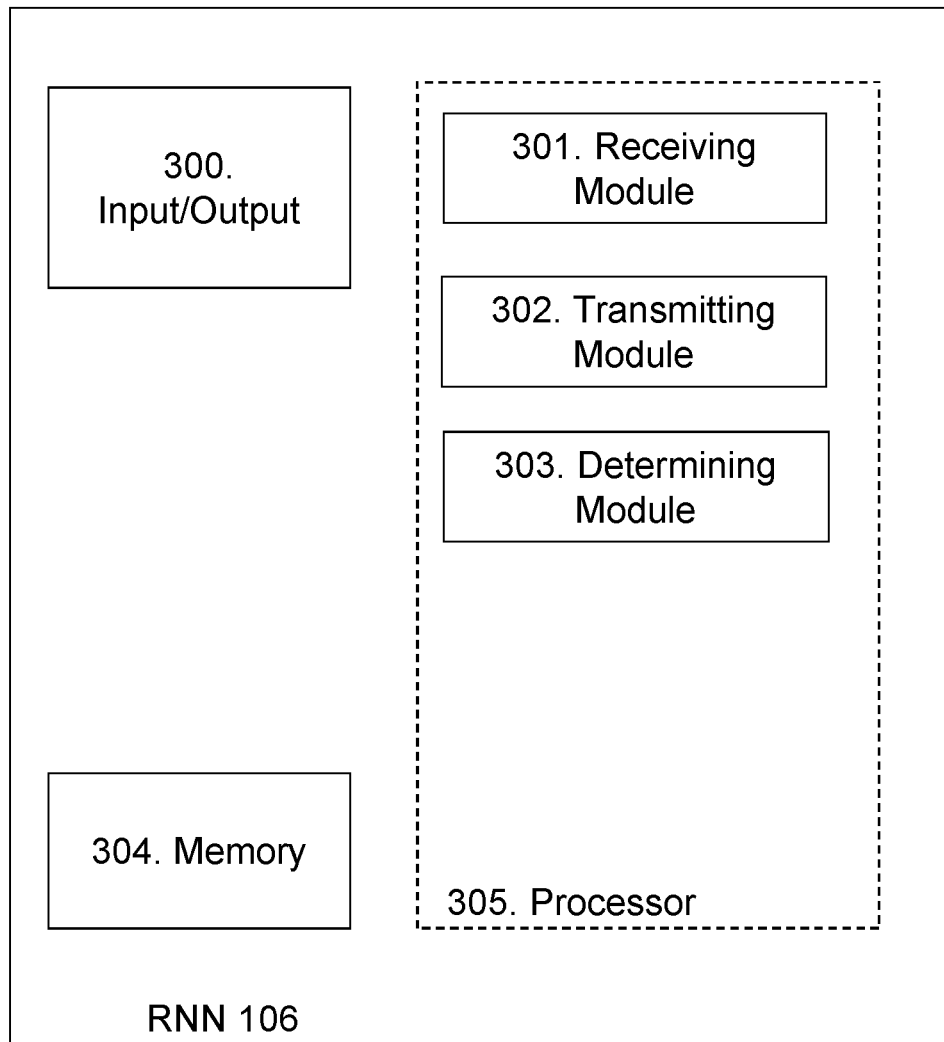 300.
Input/Output
301. Receiving
Module
302. Transmitting
Module
303. Determining
Module
304. Memory
305. Processor
RNN 106